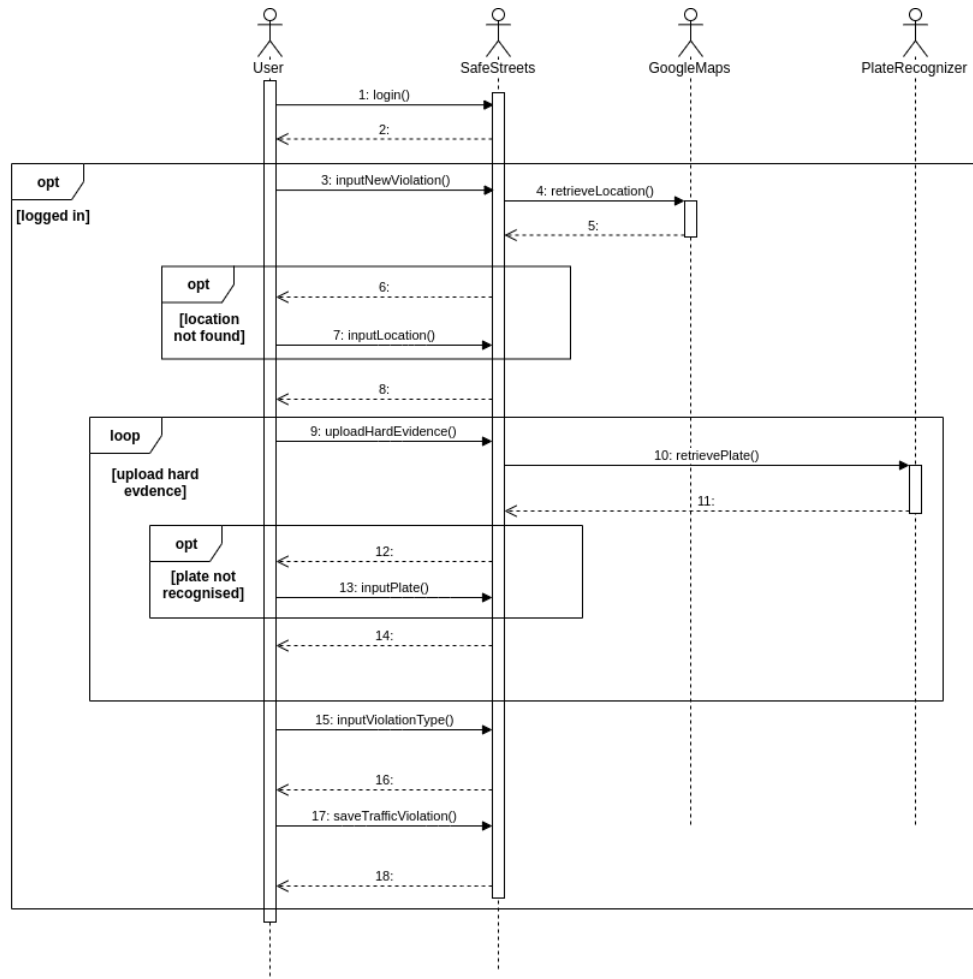 User
SafeStreets
GoogleMaps
PlateRecognizer
1: login()
2:
opt
[logged in]
3: inputNewViolation()
4: retrieveLocation()
5:
opt
[location
not found]
6:
7: inputLocation()
8:
loop
[upload hard
evdence]
9: uploadHardEvidence()
10: retrievePlate()
11:
opt
[plate not
recognised]
12:
13: inputPlate()
14:
15: inputViolationType()
16:
17: saveTrafficViolation()
18: